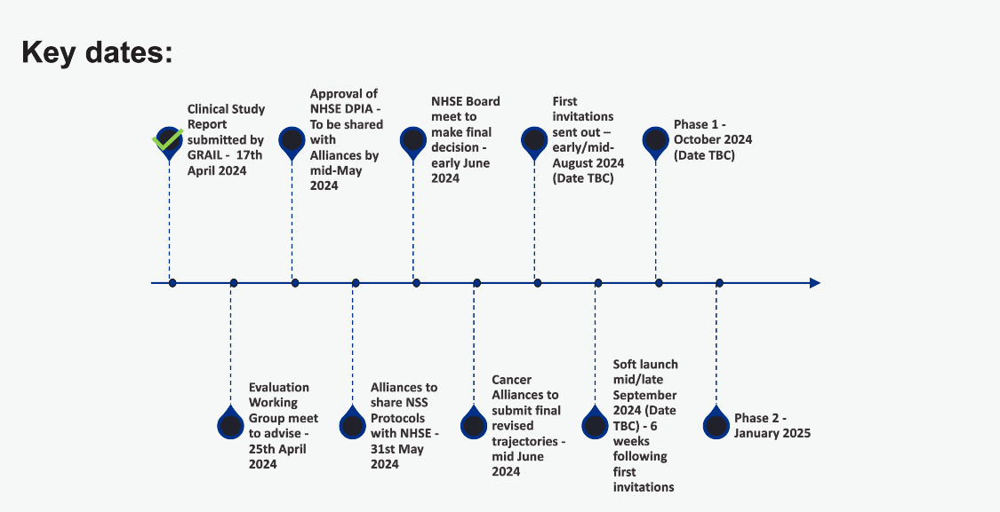 Key dates:
Clinical Study
Report
submitted by
GRAIL -  17th
April 2024
Evaluation
Working
Group meet
to advise -
25th April
2024
Approval of
NHSE DPIA -
To be shared
with
Alliances by
mid-May
2024
Alliances to
share NSS
Protocols
with NHSE -
31st May
2024
NHSE Board
meet to
make final
decision -
early June
2024
Cancer
Alliances to
submit final
revised
trajectories -
mid June
2024
First
invitations
sent out –
early/mid-
August 2024
(Date TBC)
Soft launch
mid/late
September
2024 (Date
TBC) - 6
weeks
following
first
invitations
Phase 1 -
October 2024
(Date TBC)
Phase 2 -
January 2025